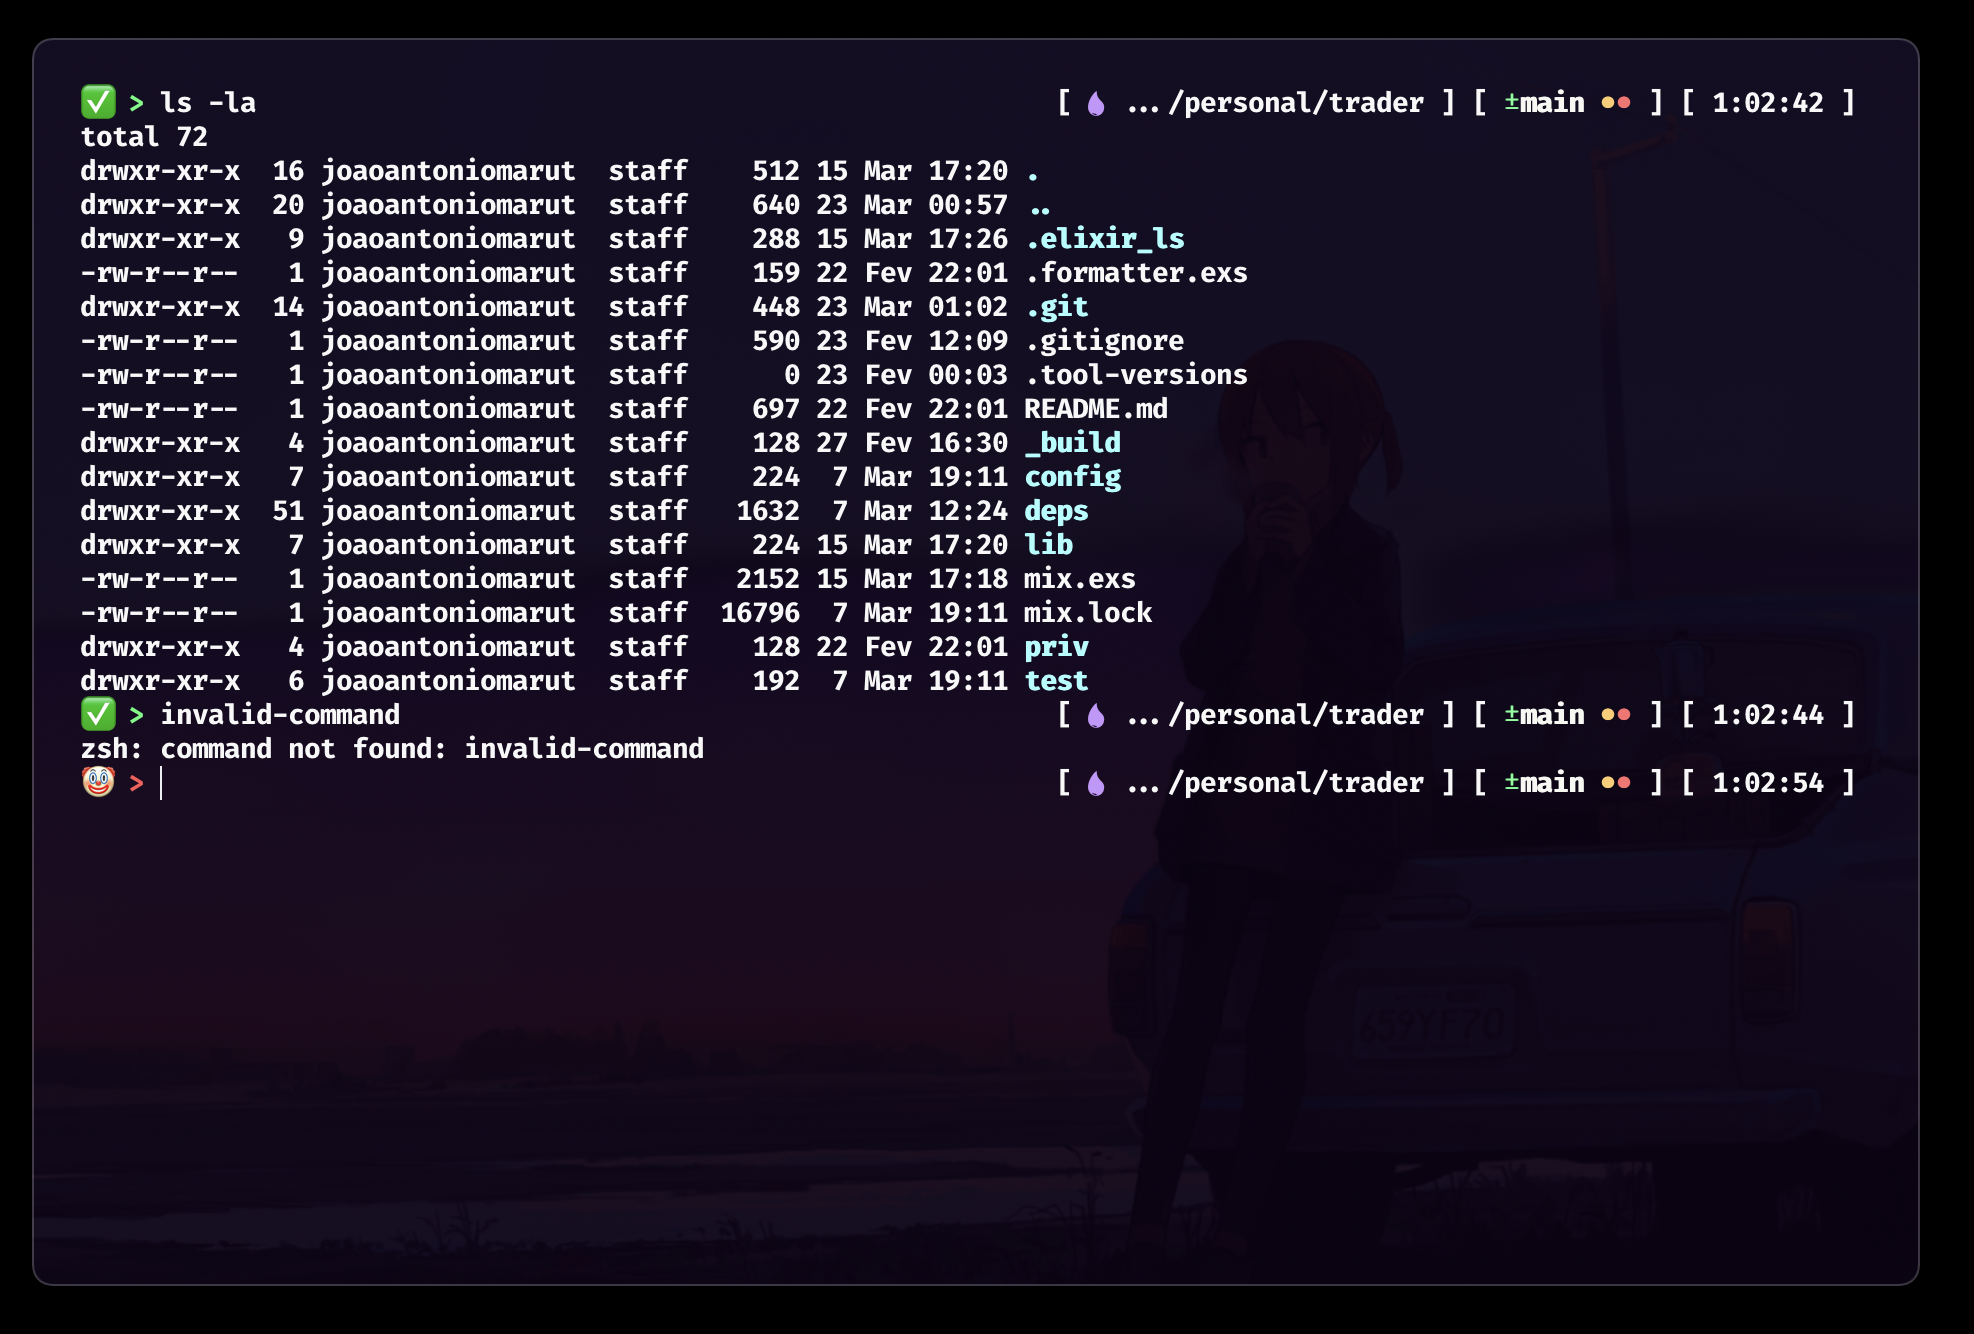 ✅ > ls -la [ … /personal/trader ] [ ±main ●● ] [ 1:02:42 ]
total 72
drwxr-xr-x  16 joaoantoniomarut  staff    512 15 Mar 17:20 .
drwxr-xr-x  20 joaoantoniomarut  staff    640 23 Mar 00:57 ..
drwxr-xr-x   9 joaoantoniomarut  staff    288 15 Mar 17:26 .elixir_ls
-rw-r--r--   1 joaoantoniomarut  staff    159 22 Fev 22:01 .formatter.exs
drwxr-xr-x  14 joaoantoniomarut  staff    448 23 Mar 01:02 .git
-rw-r--r--   1 joaoantoniomarut  staff    590 23 Fev 12:09 .gitignore
-rw-r--r--   1 joaoantoniomarut  staff      0 23 Fev 00:03 .tool-versions
-rw-r--r--   1 joaoantoniomarut  staff    697 22 Fev 22:01 README.md
drwxr-xr-x   4 joaoantoniomarut  staff    128 27 Fev 16:30 _build
drwxr-xr-x   7 joaoantoniomarut  staff    224  7 Mar 19:11 config
drwxr-xr-x  51 joaoantoniomarut  staff   1632  7 Mar 12:24 deps
drwxr-xr-x   7 joaoantoniomarut  staff    224 15 Mar 17:20 lib
-rw-r--r--   1 joaoantoniomarut  staff   2152 15 Mar 17:18 mix.exs
-rw-r--r--   1 joaoantoniomarut  staff  16796  7 Mar 19:11 mix.lock
drwxr-xr-x   4 joaoantoniomarut  staff    128 22 Fev 22:01 priv
drwxr-xr-x   6 joaoantoniomarut  staff    192  7 Mar 19:11 test
✅ > invalid-command [ … /personal/trader ] [ ±main ●● ] [ 1:02:44 ]
zsh: command not found: invalid-command
🤡 > [ … /personal/trader ] [ ±main ●● ] [ 1:02:54 ]
659YF70